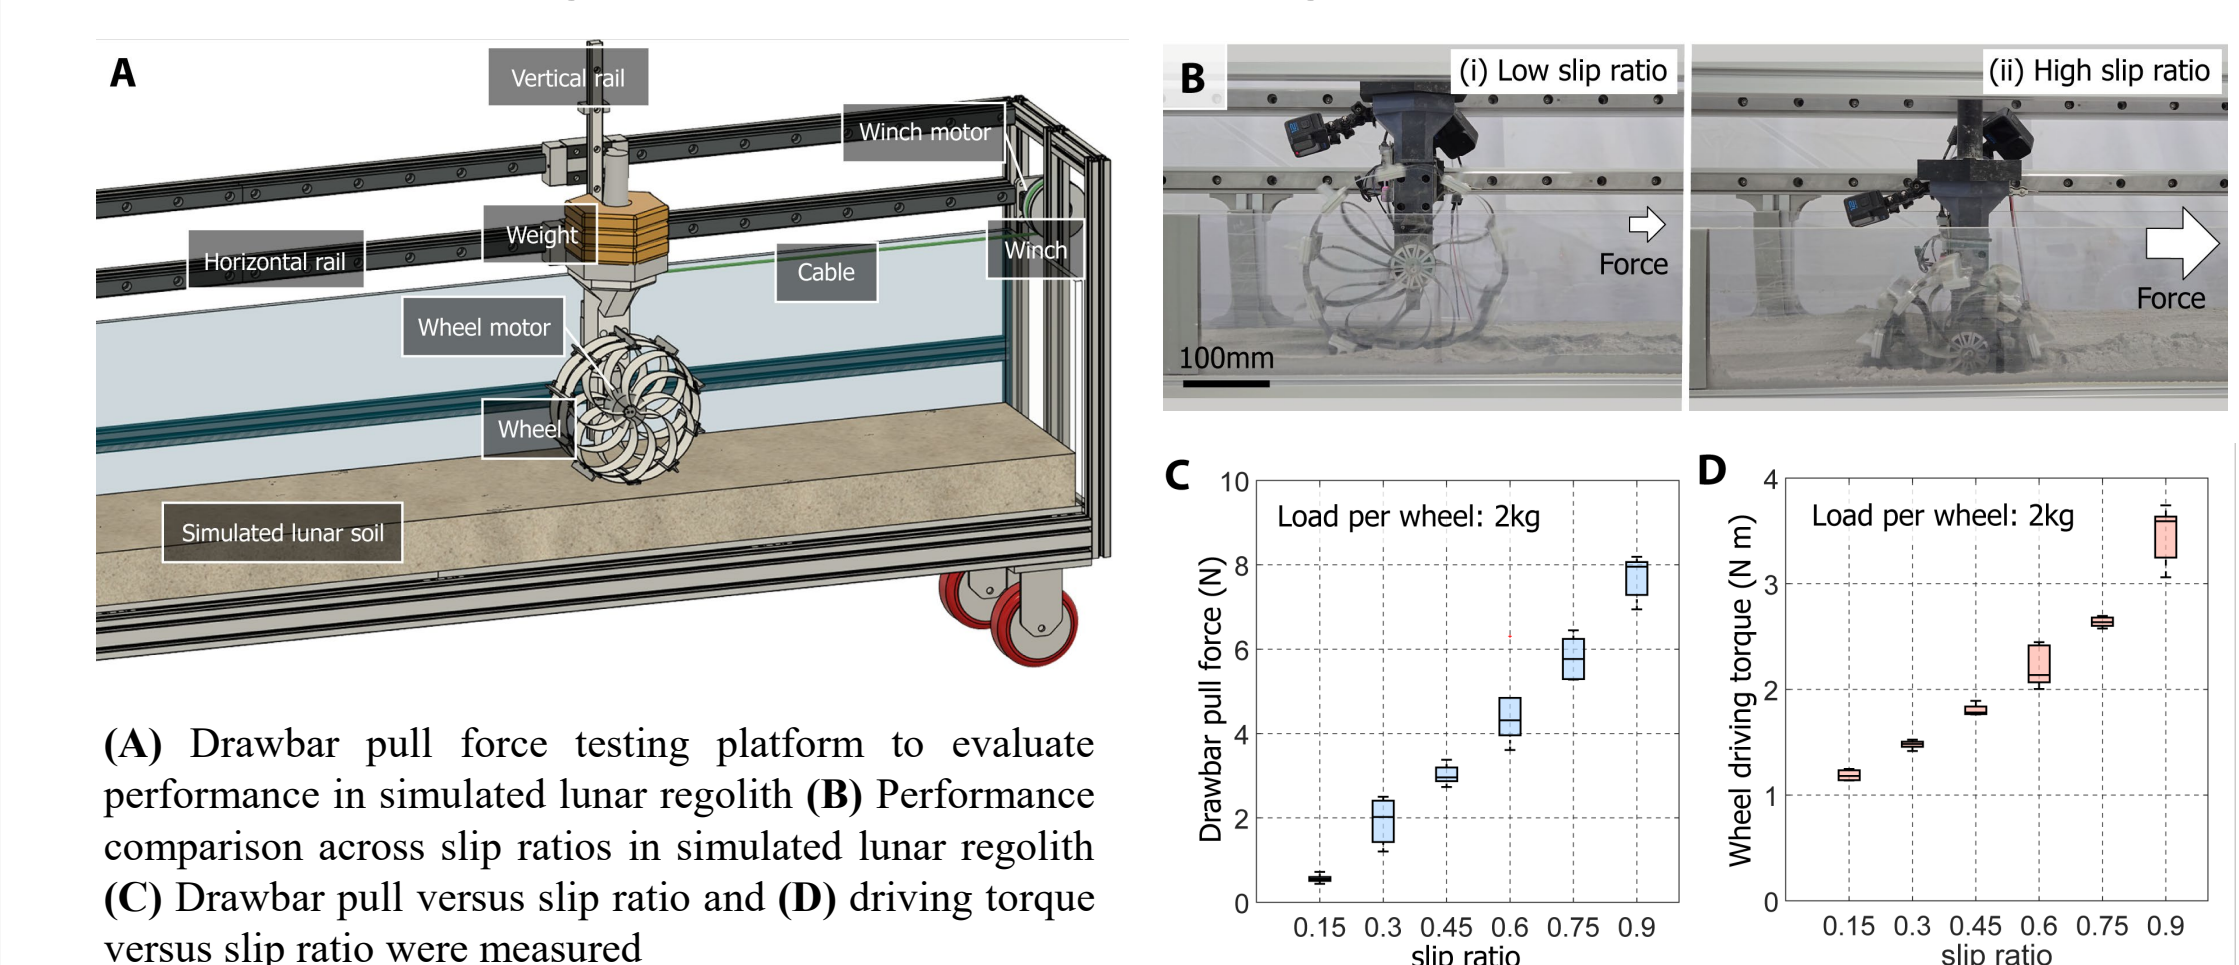 A
Vertical rail
Winch motor
Weight
Horizontal rail
Cable
Winch
Wheel motor
Wheel
Simulated lunar soil
B
(i) Low slip ratio
Force
100mm
(ii) High slip ratio
Force
C
Load per wheel: 2kg
Drawbar pull force (N)
10
8
6
4
2
0
0.15 0.3 0.45 0.6 0.75 0.9
slip ratio
D
Load per wheel: 2kg
Wheel driving torque (N m)
4
3
2
1
0
0.15 0.3 0.45 0.6 0.75 0.9
slip ratio
(A) Drawbar pull force testing platform to evaluate
performance in simulated lunar regolith (B) Performance
comparison across slip ratios in simulated lunar regolith
(C) Drawbar pull versus slip ratio and (D) driving torque
versus slip ratio were measured